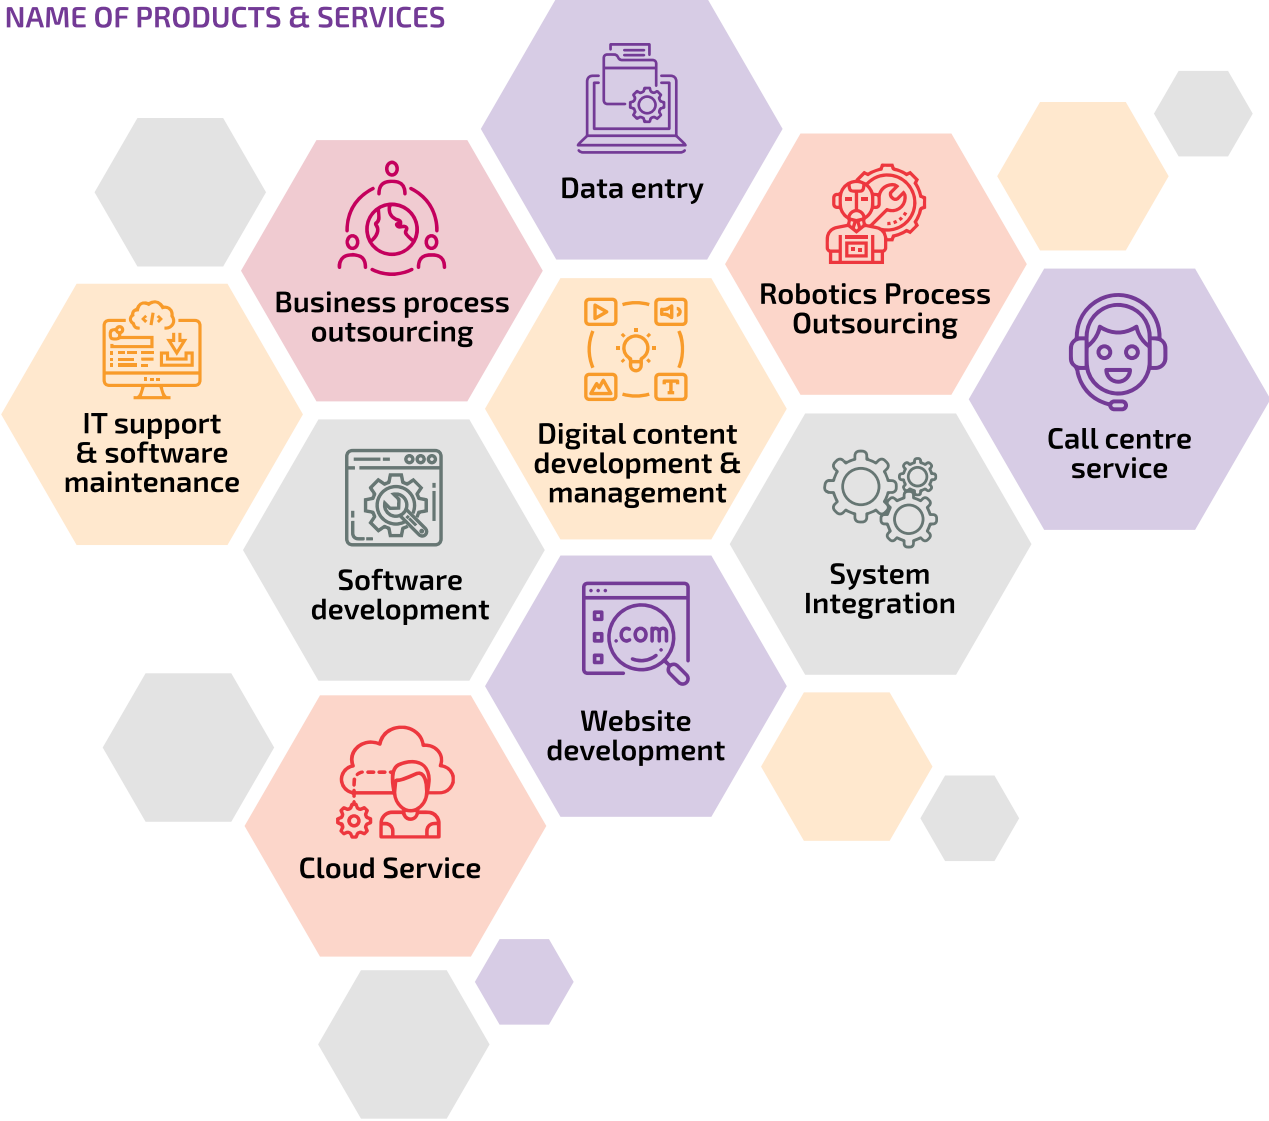 NAME OF PRODUCTS & SERVICES
Data entry
Business process
outsourcing
Robotics Process
Outsourcing
IT support
& software
maintenance
Digital content
development &
management
Call centre
service
Software
development
System
Integration
.com
Website
development
Cloud Service